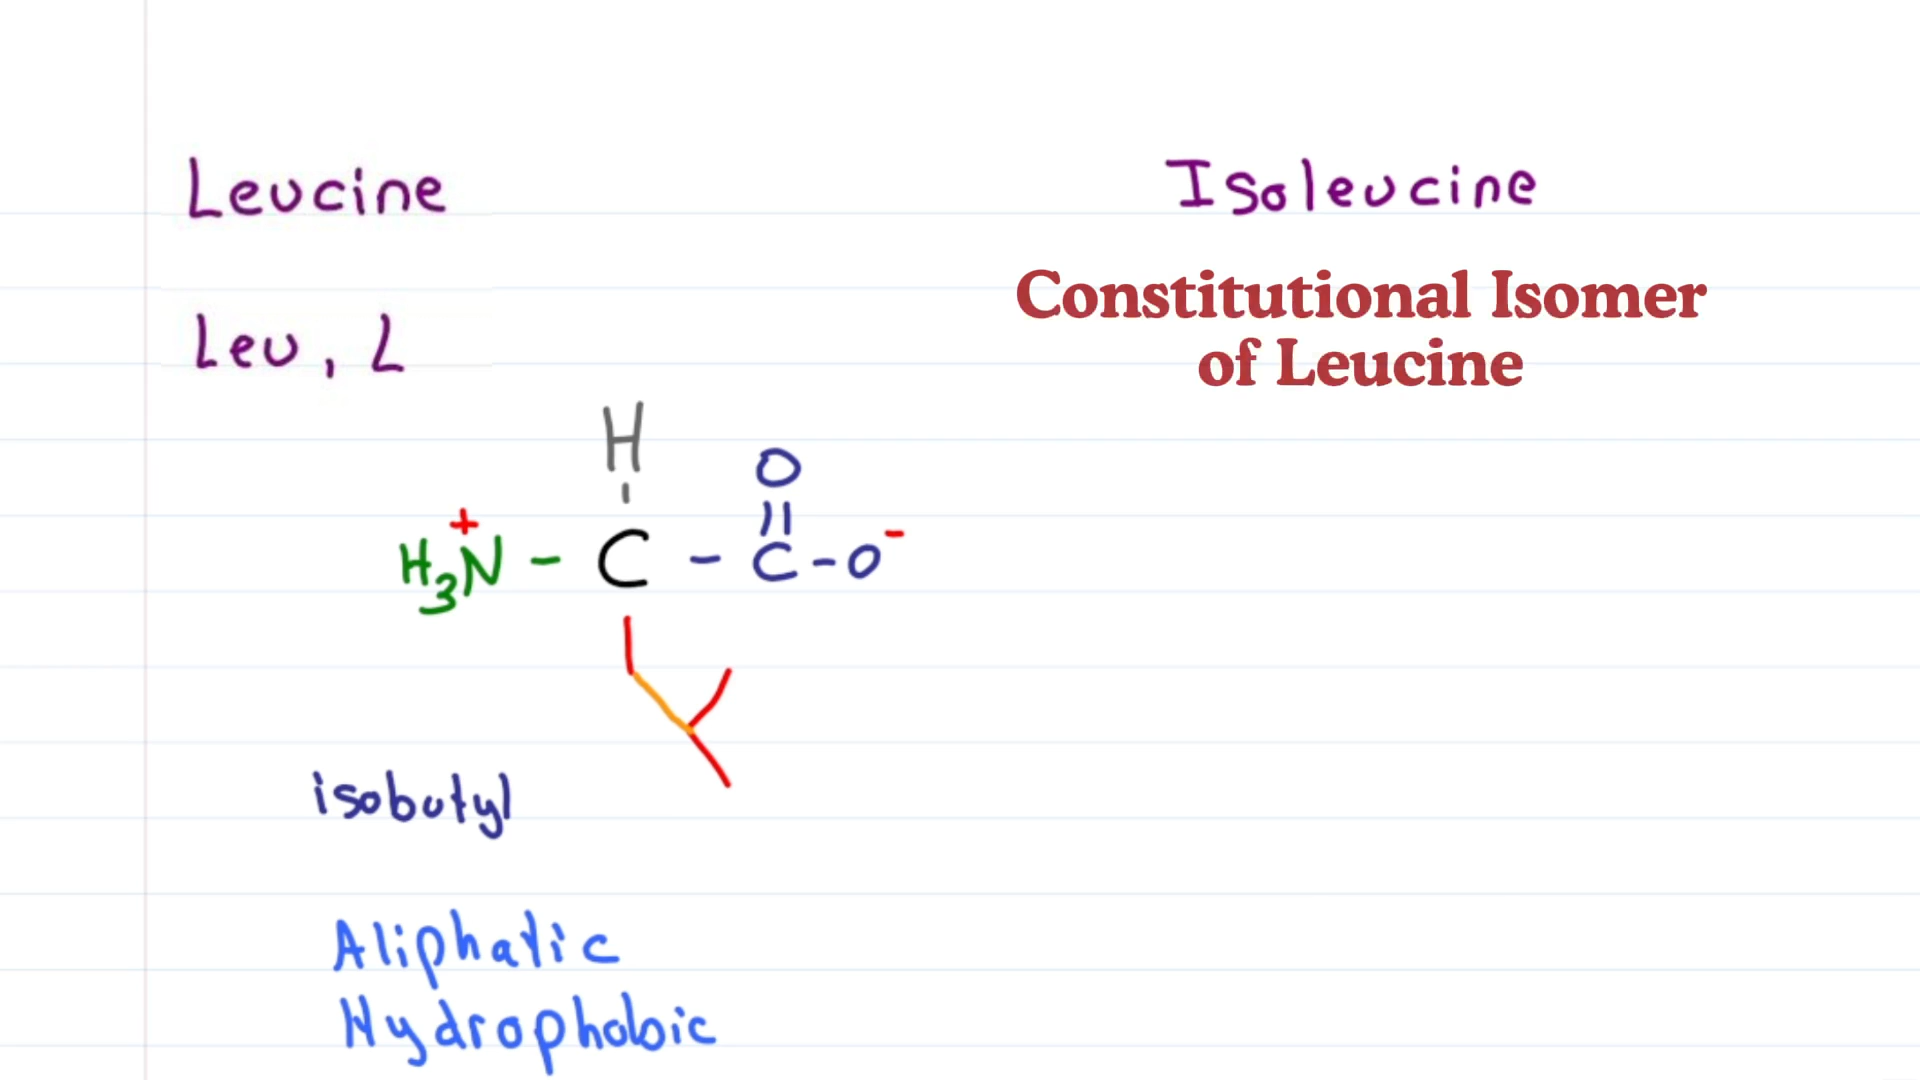 Leucine
Leu, L
H
O
H3N+ - C - C - O-
isobutyl
Aliphatic
Hydrophobic
Isoleucine
Constitutional Isomer
of Leucine